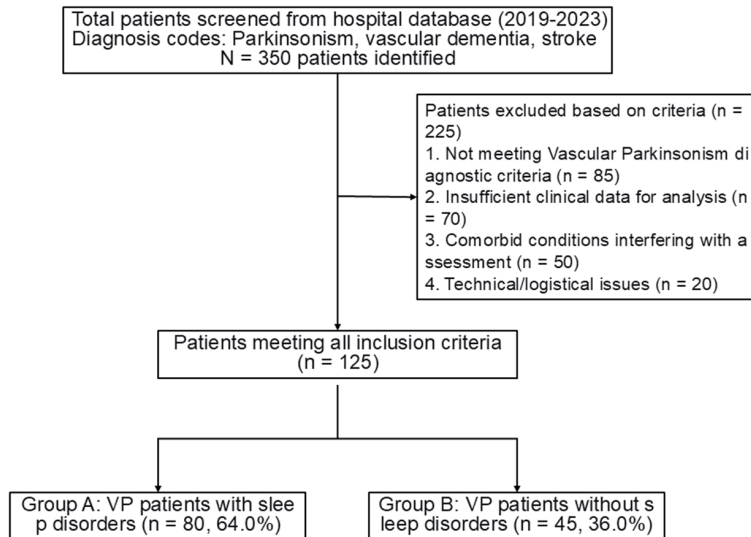 Total patients screened from hospital database (2019-2023)
Diagnosis codes: Parkinsonism, vascular dementia, stroke
N = 350 patients identified
Patients excluded based on criteria (n =
225)
1. Not meeting Vascular Parkinsonism di
agnostic criteria (n = 85)
2. Insufficient clinical data for analysis (n
= 70)
3. Comorbid conditions interfering with a
ssessment (n = 50)
4. Technical/logistical issues (n = 20)
Patients meeting all inclusion criteria
(n = 125)
Group A: VP patients with slee
p disorders (n = 80, 64.0%)
Group B: VP patients without s
leep disorders (n = 45, 36.0%)